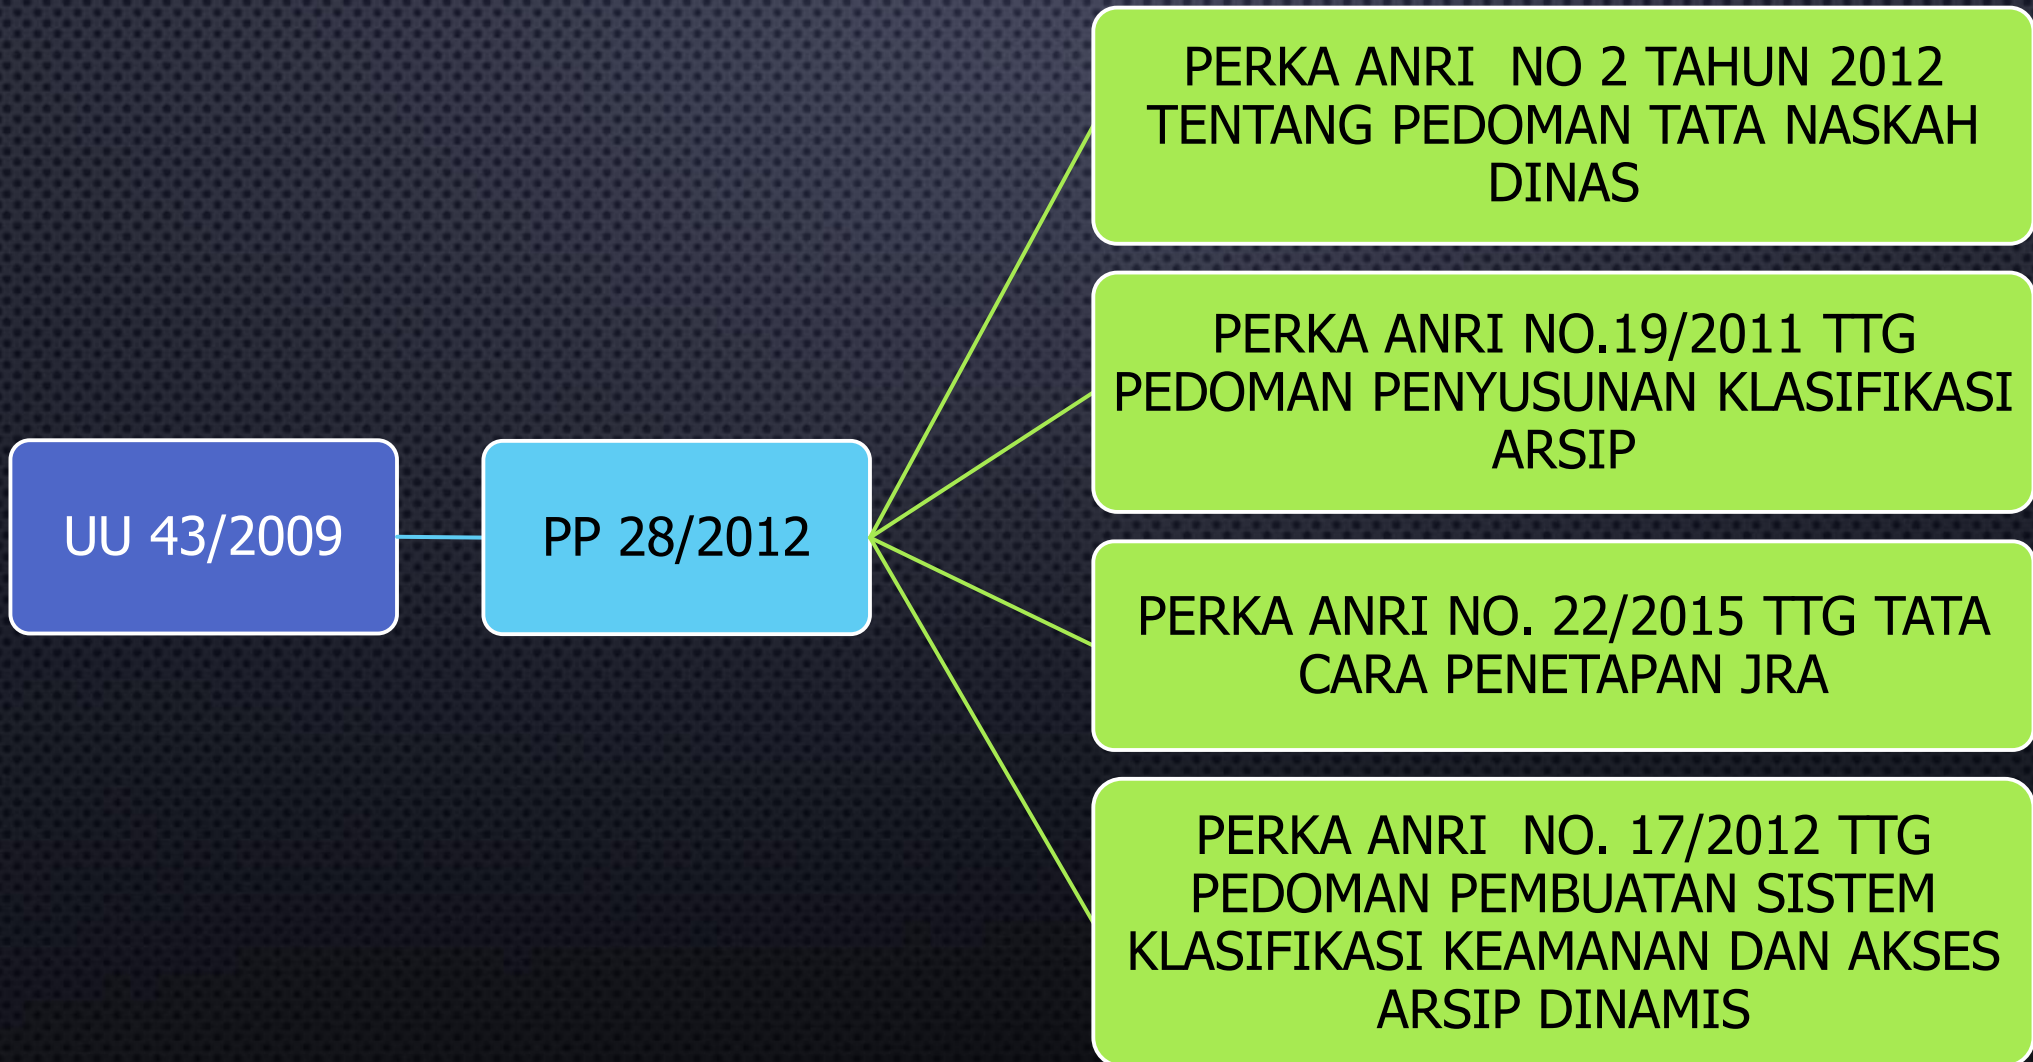 UU 43/2009
PP 28/2012
PERKA ANRI  NO 2 TAHUN 2012
TENTANG PEDOMAN TATA NASKAH
DINAS
PERKA ANRI NO.19/2011 TTG
PEDOMAN PENYUSUNAN KLASIFIKASI
ARSIP
PERKA ANRI NO. 22/2015 TTG TATA
CARA PENETAPAN JRA
PERKA ANRI  NO. 17/2012 TTG
PEDOMAN PEMBUATAN SISTEM
KLASIFIKASI KEAMANAN DAN AKSES
ARSIP DINAMIS